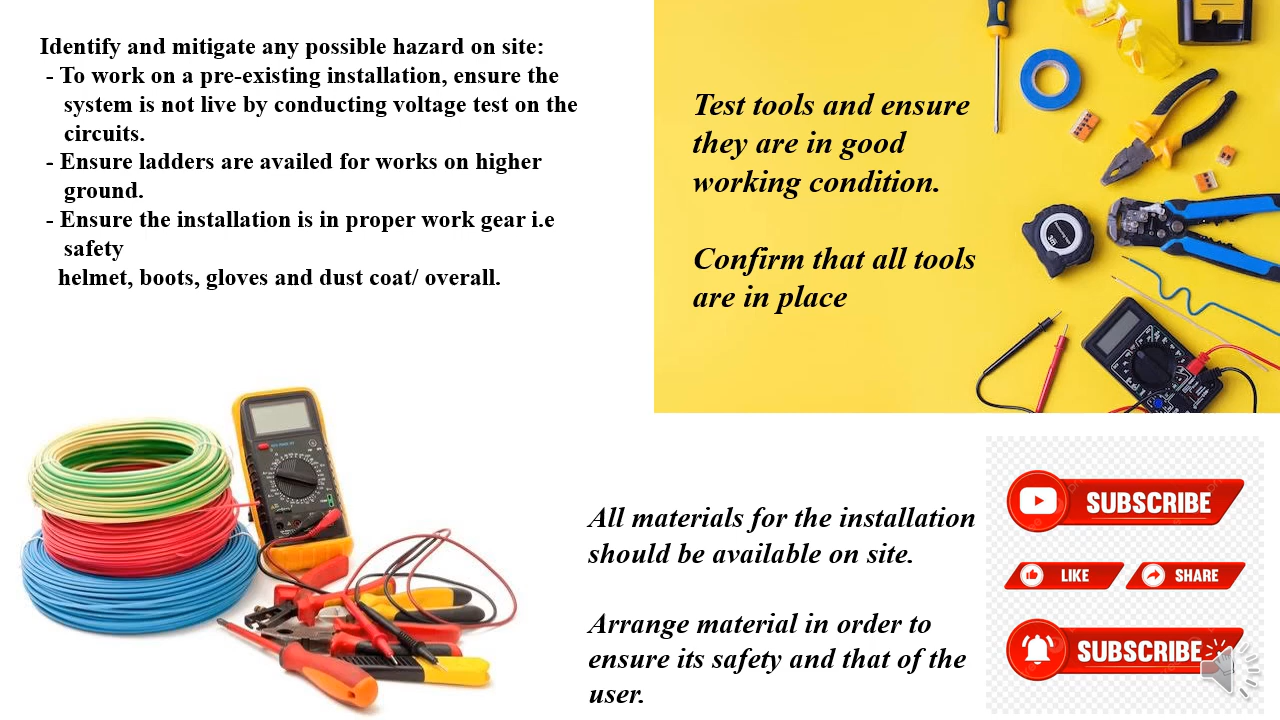 Identify and mitigate any possible hazard on site:
- To work on a pre-existing installation, ensure the
system is not live by conducting voltage test on the
circuits.
- Ensure ladders are availed for works on higher
ground.
- Ensure the installation is in proper work gear i.e
safety
helmet, boots, gloves and dust coat/ overall.
Test tools and ensure
they are in good
working condition.
Confirm that all tools
are in place
All materials for the installation
should be available on site.
Arrange material in order to
ensure its safety and that of the
user.
SUBSCRIBE
LIKE
SHARE
SUBSCRIBE